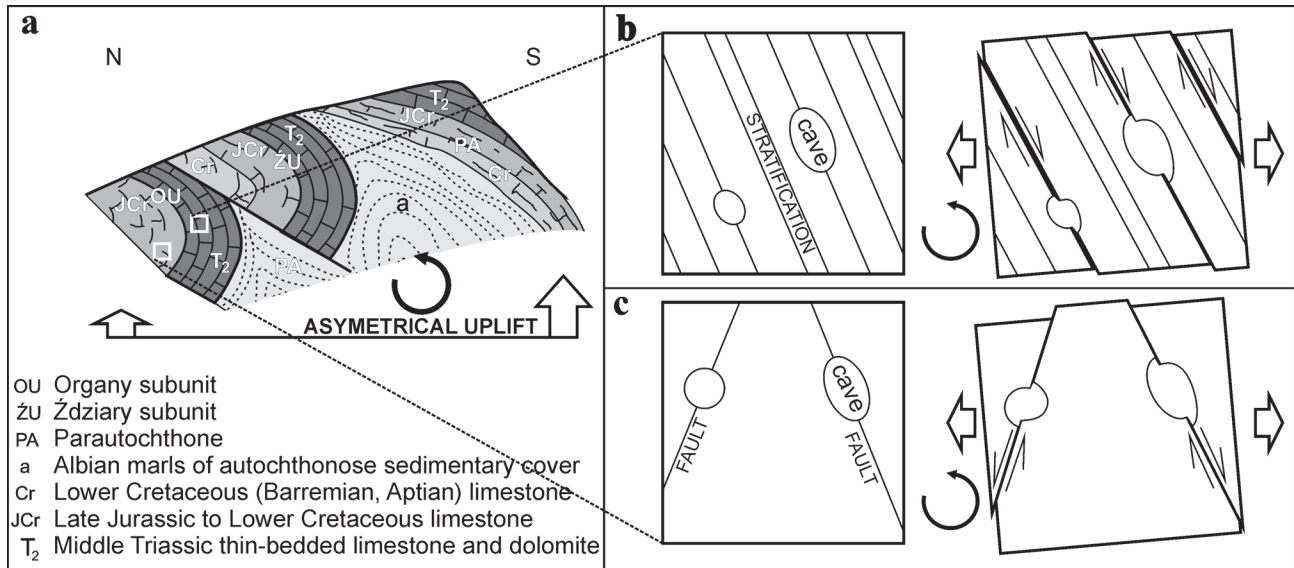 a
N
S
T2
JCr
PA
Cr
T2
JCr
ŹU
Cr
OU
JCr
T2
PA
a
ASYMETRICAL UPLIFT
OU Organy subunit
ŹU Ździary subunit
PA Parautochthone
a Albian marls of autochthonose sedimentary cover
Cr Lower Cretaceous (Barremian, Aptian) limestone
JCr Late Jurassic to Lower Cretaceous limestone
T2 Middle Triassic thin-bedded limestone and dolomite
b
STRATIFICATION
cave
c
FAULT
cave
FAULT